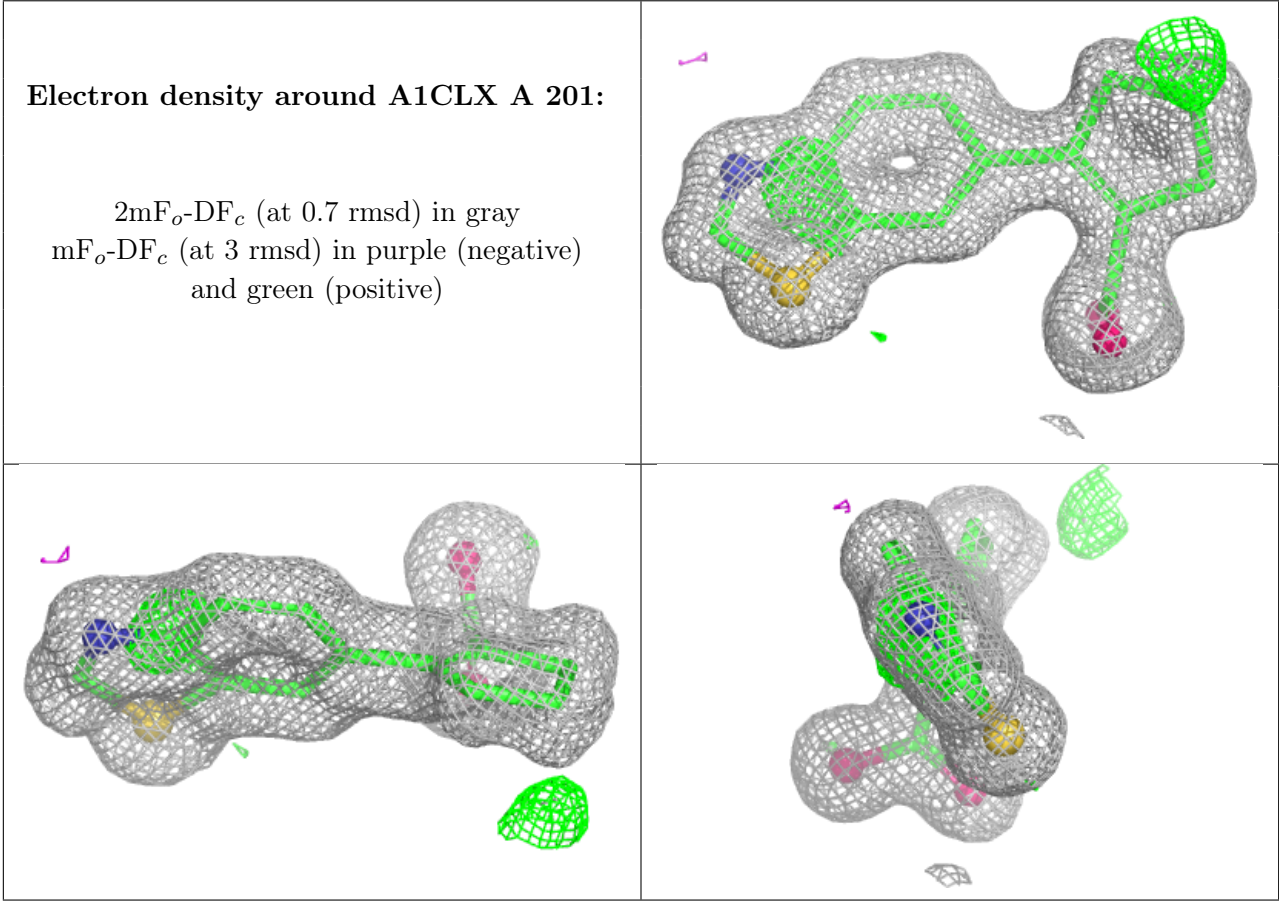 Electron density around A1CLX A 201:
2mFo-DFc (at 0.7 rmsd) in gray
mFo-DFc (at 3 rmsd) in purple (negative)
and green (positive)